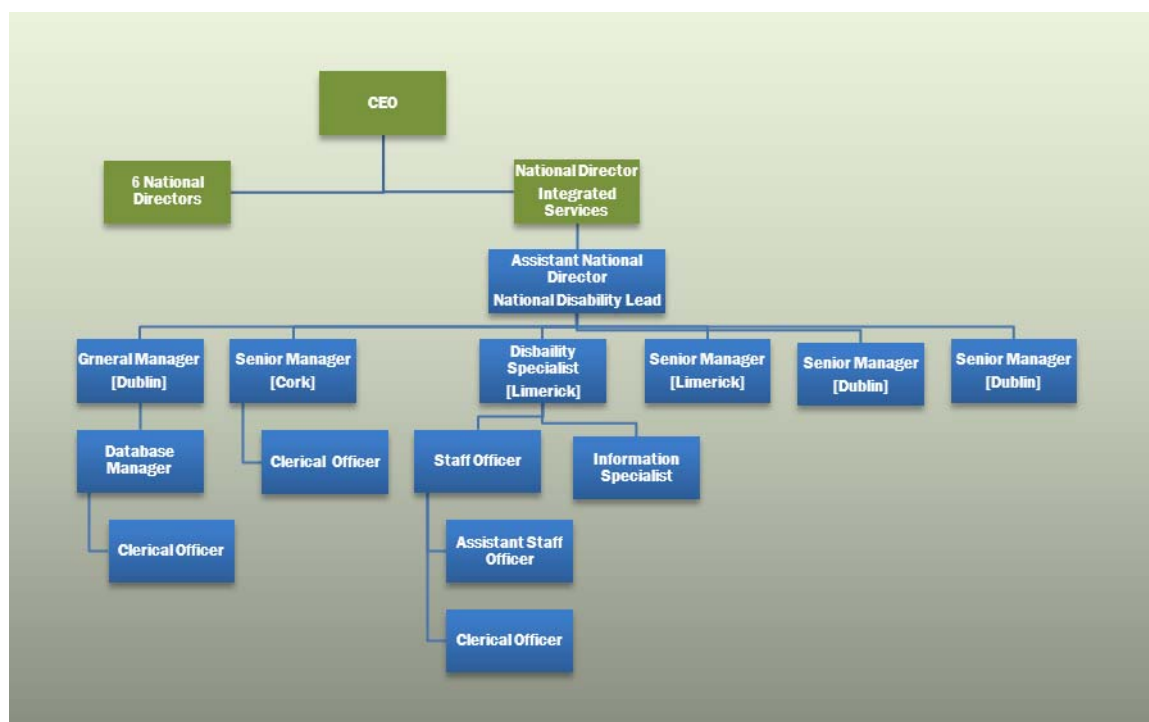 CEO
6 National
Directors
National Director
Integrated
Services
Assistant National
Director
National Disability Lead
Grneral Manager
[Dublin]
Senior Manager
[Cork]
Disbaility
Specialist
[Limerick]
Senior Manager
[Limerick]
Senior Manager
[Dublin]
Senior Manager
[Dublin]
Database
Manager
Clerical Officer
Staff Officer
Information
Specialist
Clerical Officer
Assistant Staff
Officer
Clerical Officer